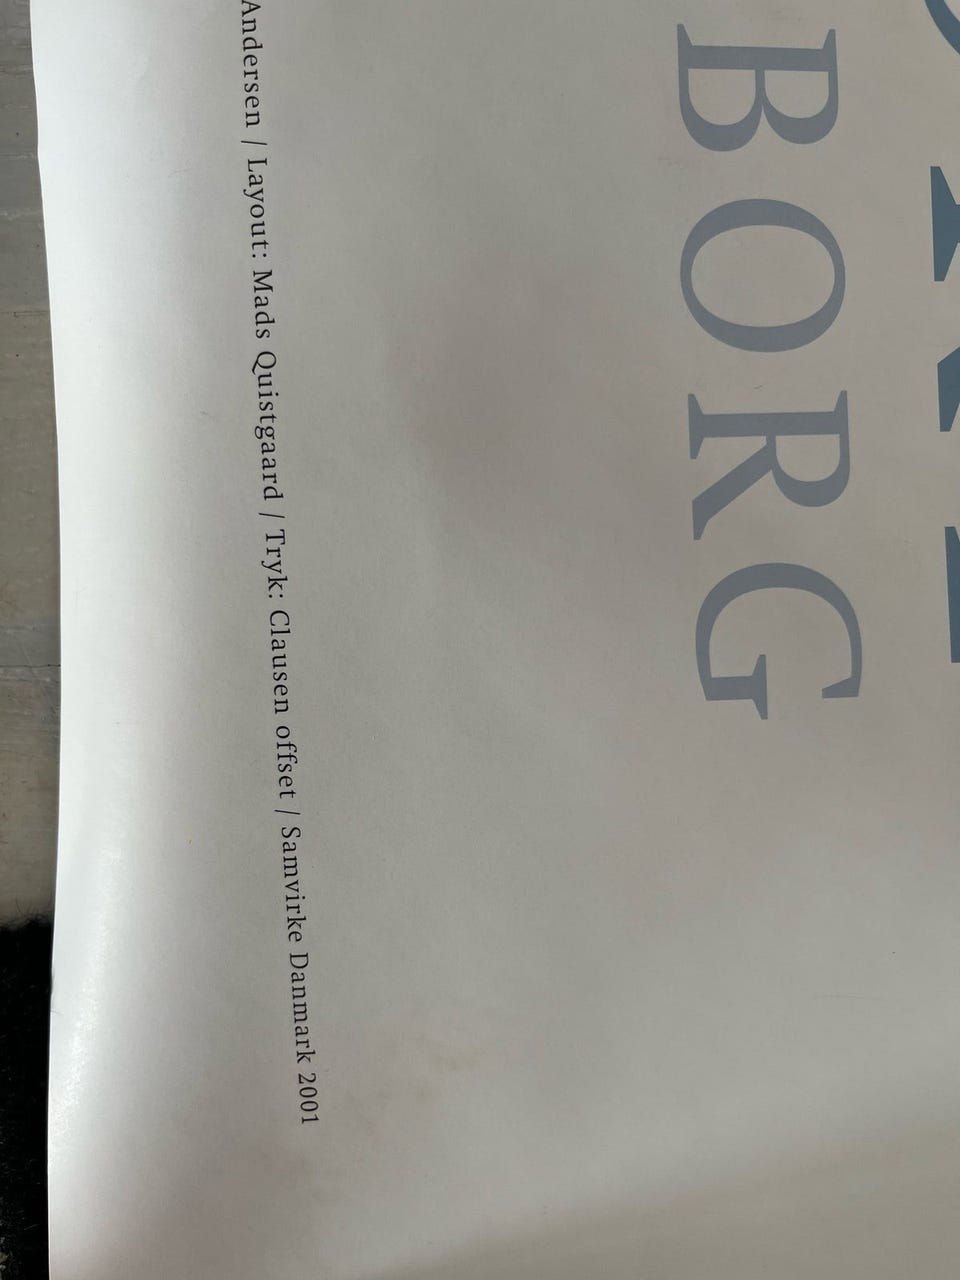 BORG
Andersen / Layout: Mads Quistgaard / Tryk: Clausen offset / Samvirke Danmark 2001